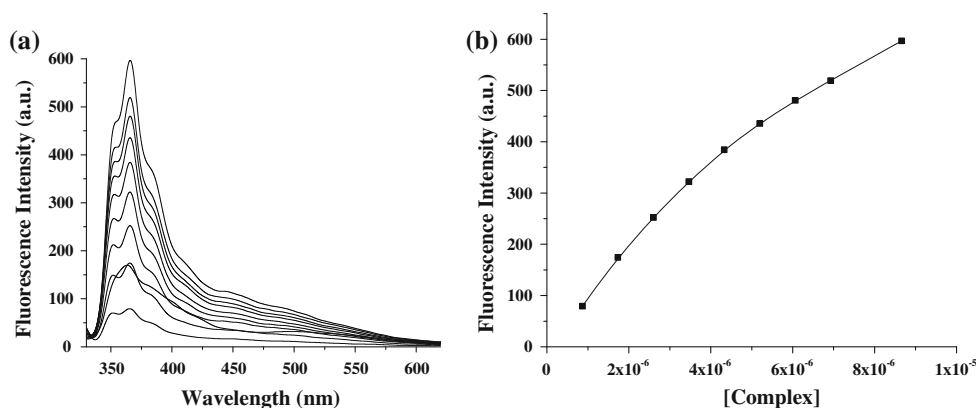 (a)
Fluorescence Intensity (a.u.)
600
500
400
300
200
100
0
350
400
450
500
550
600
Wavelength (nm)
(b)
Fluorescence Intensity (a.u.)
600
500
400
300
200
100
0
0
2x10⁻⁶
4x10⁻⁶
6x10⁻⁶
8x10⁻⁶
1x10⁻⁵
[Complex]